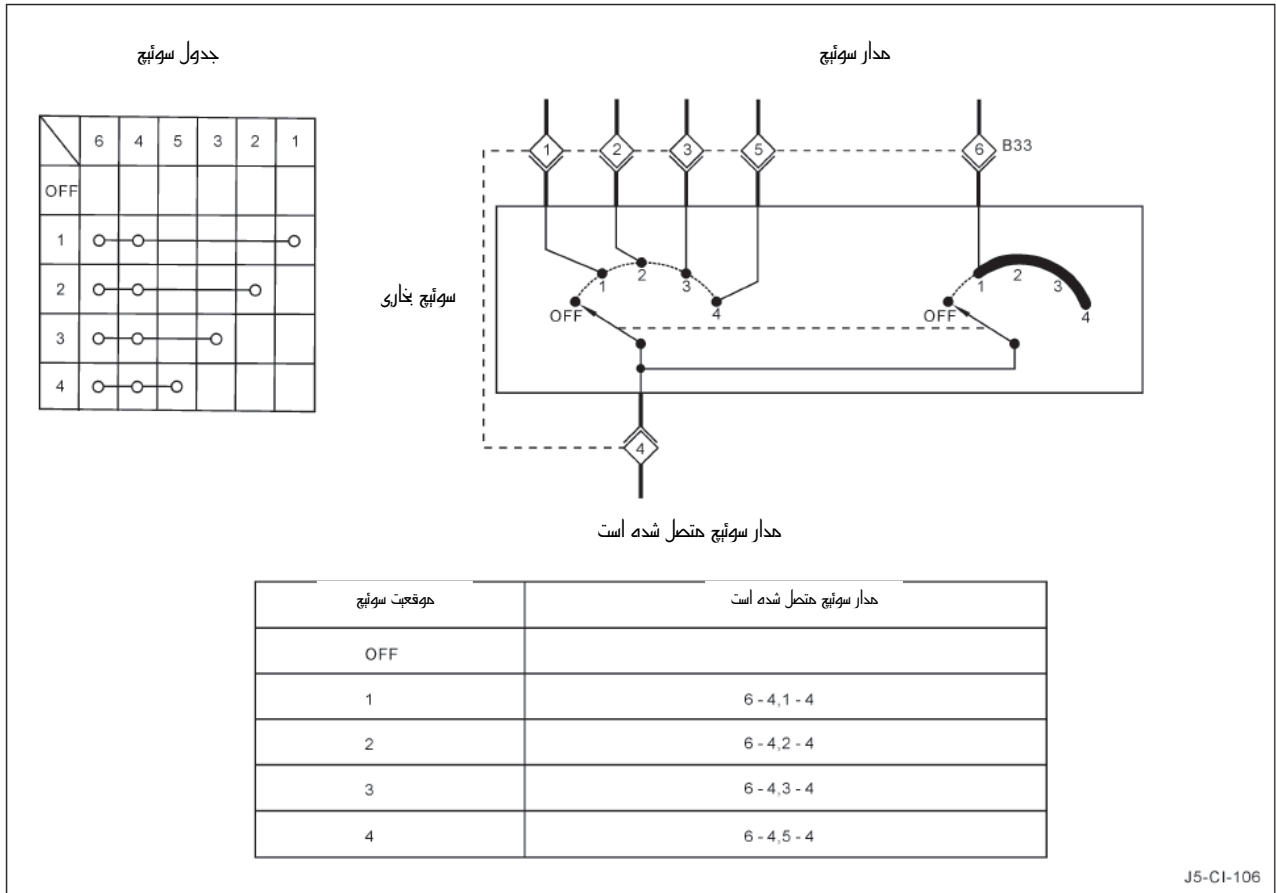 جدول سوئیچ
مدار سوئیچ
6 4 5 3 2 1
OFF
1
2
3
4
1 2 3 5 6 B33
سوئیچ بخاری
OFF 1 2 3 4
OFF 1 2 3 4
4
مدار سوئیچ متصل شده است
موقعیت سوئیچ مدار سوئیچ متصل شده است
OFF
1 6 - 4,1 - 4
2 6 - 4,2 - 4
3 6 - 4,3 - 4
4 6 - 4,5 - 4
J5-CI-106